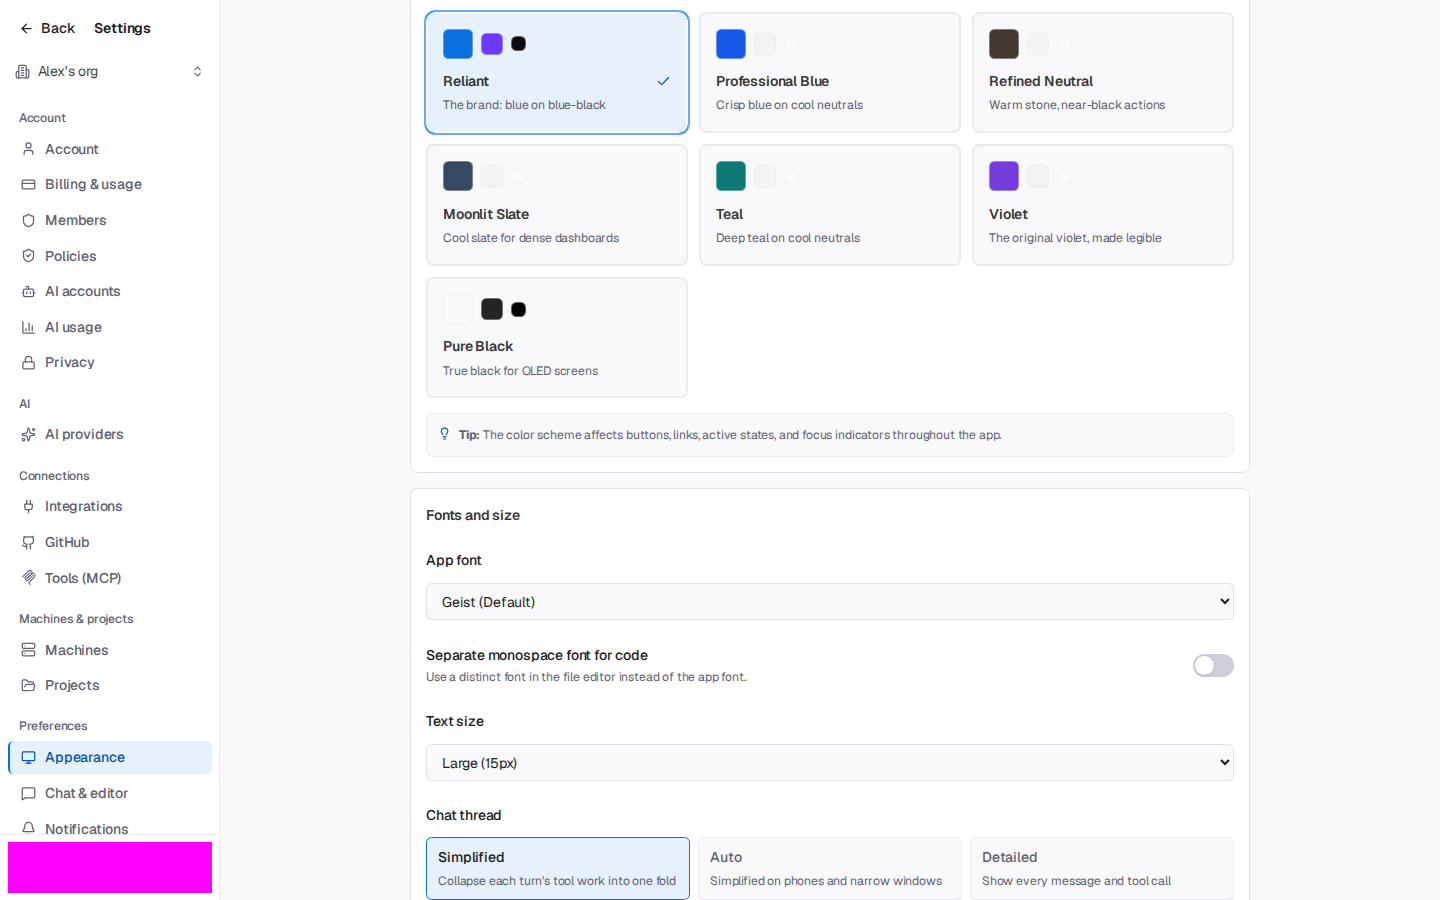 Back Settings
Alex's org
Account
Account
Billing & usage
Members
Policies
AI accounts
AI usage
Privacy
AI
AI providers
Connections
Integrations
GitHub
Tools (MCP)
Machines & projects
Machines
Projects
Preferences
Appearance
Chat & editor
Notifications
Reliant
The brand: blue on blue-black
Professional Blue
Crisp blue on cool neutrals
Refined Neutral
Warm stone, near-black actions
Moonlit Slate
Cool slate for dense dashboards
Teal
Deep teal on cool neutrals
Violet
The original violet, made legible
Pure Black
True black for OLED screens
Tip: The color scheme affects buttons, links, active states, and focus indicators throughout the app.
Fonts and size
App font
Geist (Default)
Separate monospace font for code
Use a distinct font in the file editor instead of the app font.
Text size
Large (15px)
Chat thread
Simplified
Collapse each turn's tool work into one fold
Auto
Simplified on phones and narrow windows
Detailed
Show every message and tool call